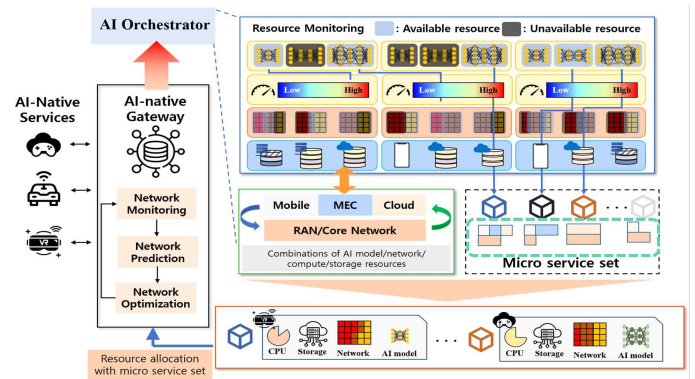 AI Orchestrator
Resource Monitoring
: Available resource
: Unavailable resource
Low
High
Low
High
Low
High
AI-Native
Services
AI-native
Gateway
Network
Monitoring
Network
Prediction
Network
Optimization
VR
Mobile
MEC
Cloud
RAN/Core Network
Combinations of AI model/network/
compute/storage resources
...
Micro service set
Resource allocation
with micro service set
VR
CPU
Storage
Network
AI model
...
CPU
Storage
Network
AI model